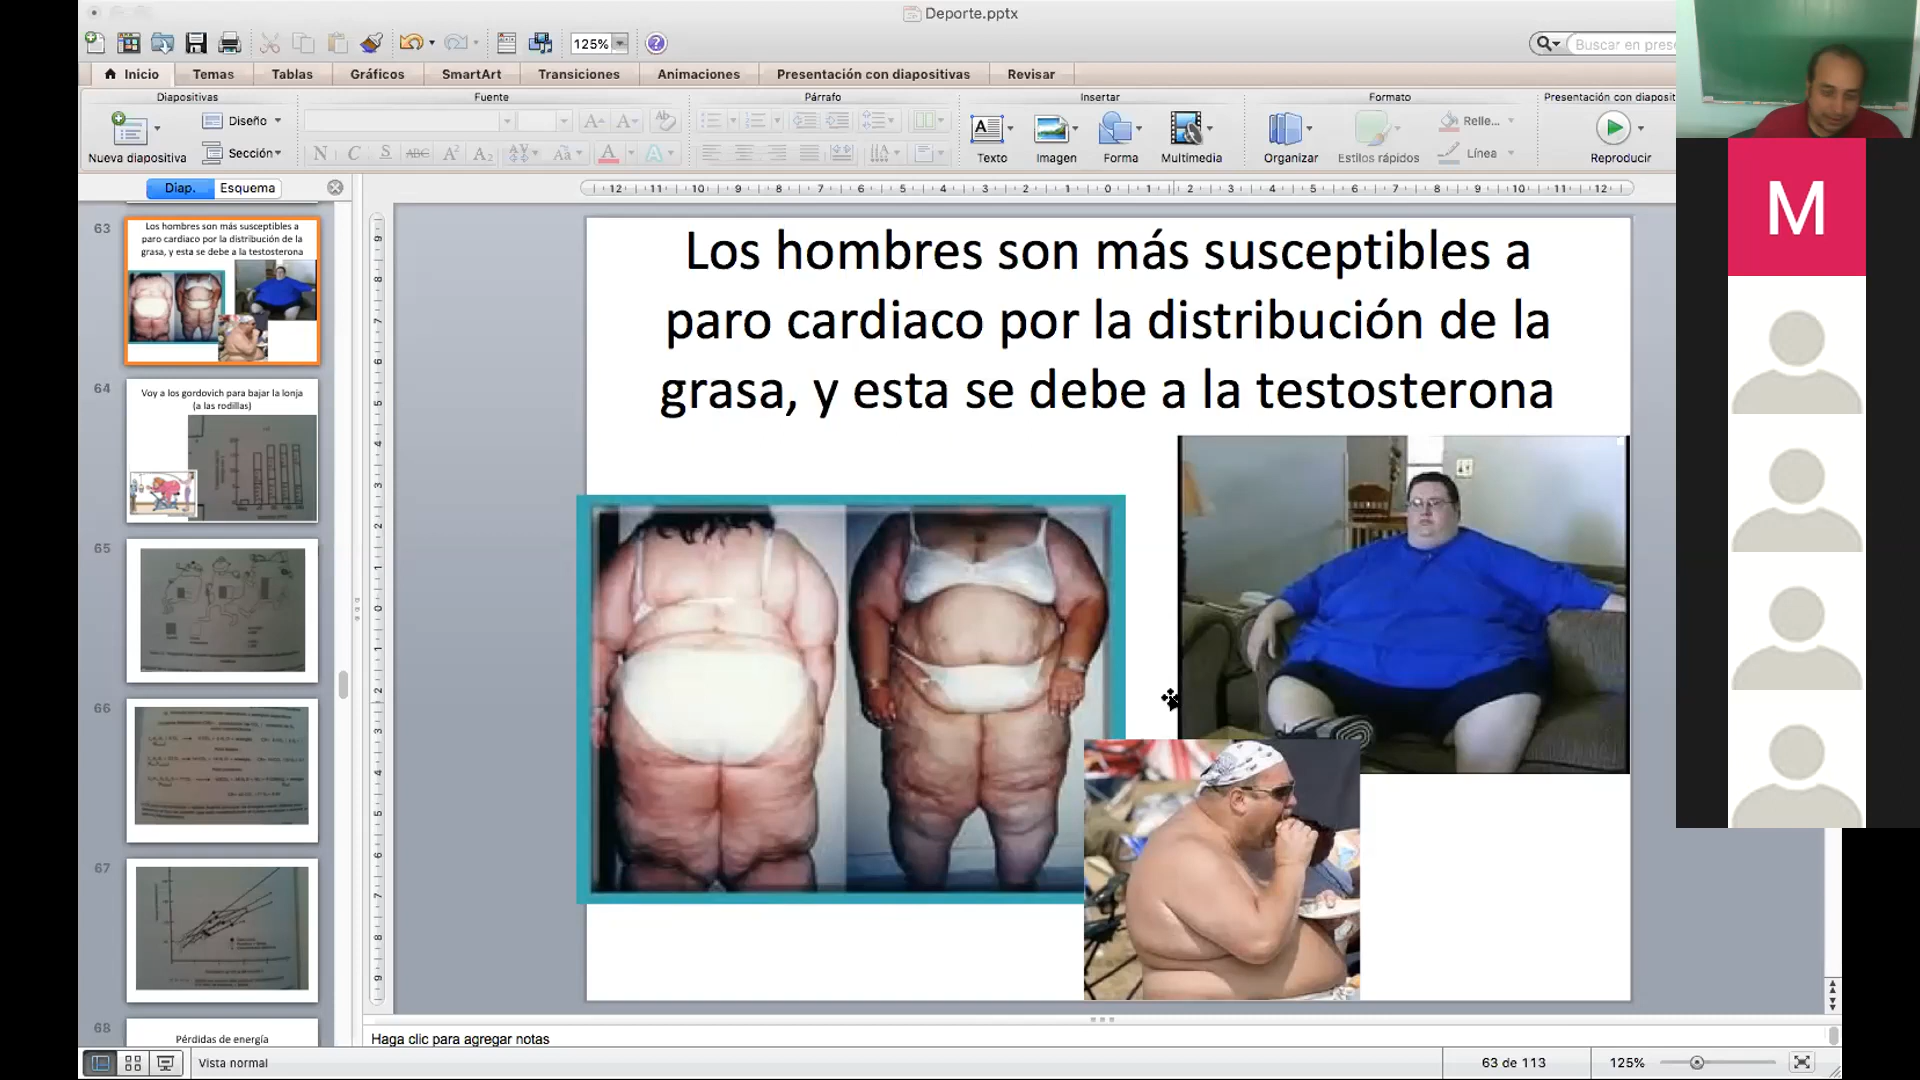 Deporte.pptx
125%
Buscar en prese
Inicio
Temas
Tablas
Gráficos
SmartArt
Transiciones
Animaciones
Presentación con diapositivas
Revisar
Diapositivas
Fuente
Párrafo
Insertar
Formato
Presentación con diaposit
Nueva diapositiva
Diseño
Sección
N C S ABC A² A₂
Texto
Imagen
Forma
Multimedia
Organizar
Estilos rápidos
Relle...
Línea
Reproducir
Diap.
Esquema
63
Los hombres son más susceptibles a
paro cardiaco por la distribución de la
grasa, y esta se debe a la testosterona
64
Voy a los gordovich para bajar la lonja
(a las rodillas)
65
66
67
68
Pérdidas de energía
Los hombres son más susceptibles a
paro cardiaco por la distribución de la
grasa, y esta se debe a la testosterona
M
Haga clic para agregar notas
Vista normal
63 de 113
125%